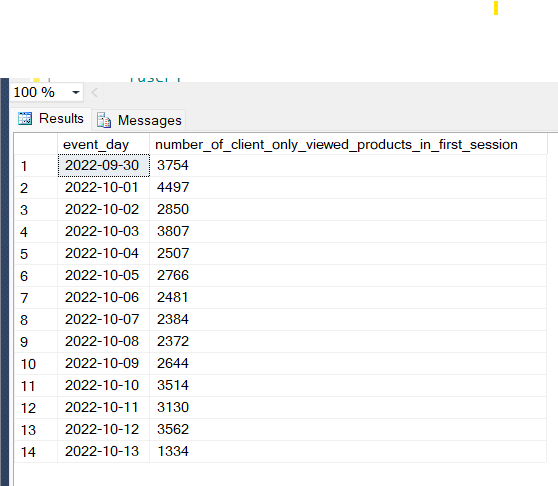 100 %
Results Messages
event_day number_of_client_only_viewed_products_in_first_session
1 2022-09-30 3754
2 2022-10-01 4497
3 2022-10-02 2850
4 2022-10-03 3807
5 2022-10-04 2507
6 2022-10-05 2766
7 2022-10-06 2481
8 2022-10-07 2384
9 2022-10-08 2372
10 2022-10-09 2644
11 2022-10-10 3514
12 2022-10-11 3130
13 2022-10-12 3562
14 2022-10-13 1334